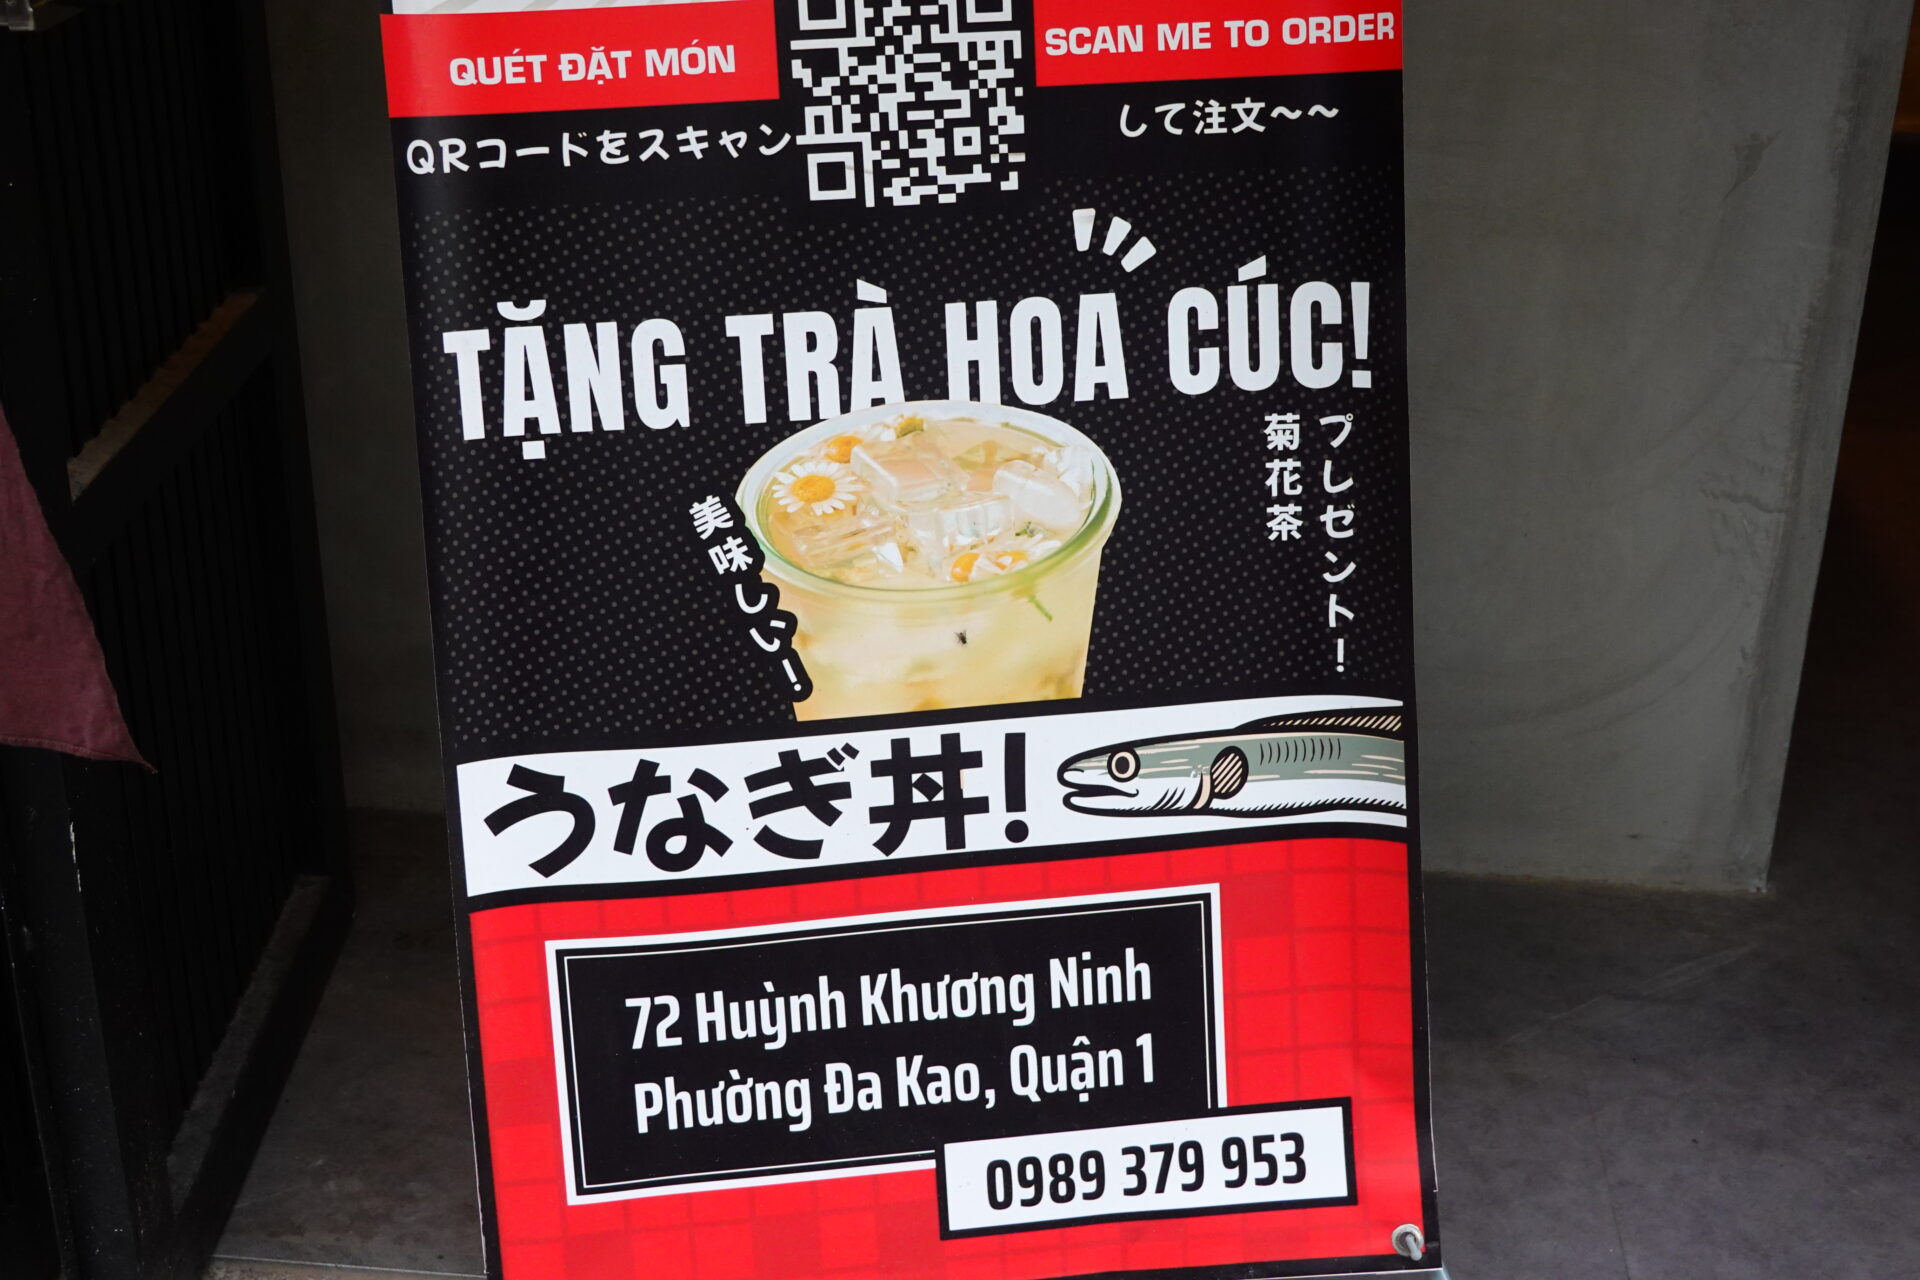 QUÉT ĐẶT MÓN
SCAN ME TO ORDER
QRコードをスキャン
して注文～～
TẶNG TRÀ HOA CÚC!
プレゼント!
菊花茶
美味しい!
うなぎ丼!
72 Huỳnh Khương Ninh
Phường Đa Kao, Quận 1
0989 379 953